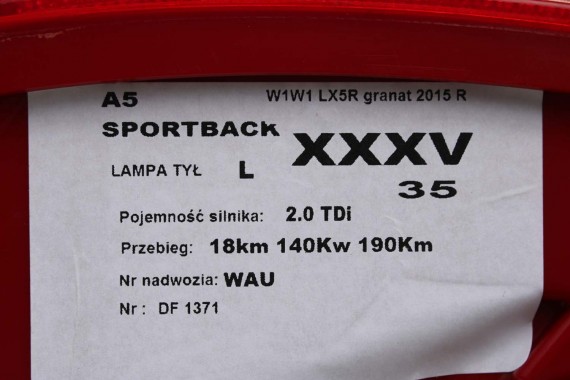 A5 W1W1 LX5R granat 2015 R
SPORTBACK XXXV
LAMPA TYŁ L 35
Pojemność silnika: 2.0 TDi
Przebieg: 18km 140Kw 190Km
Nr nadwozia: WAU
Nr : DF 1371